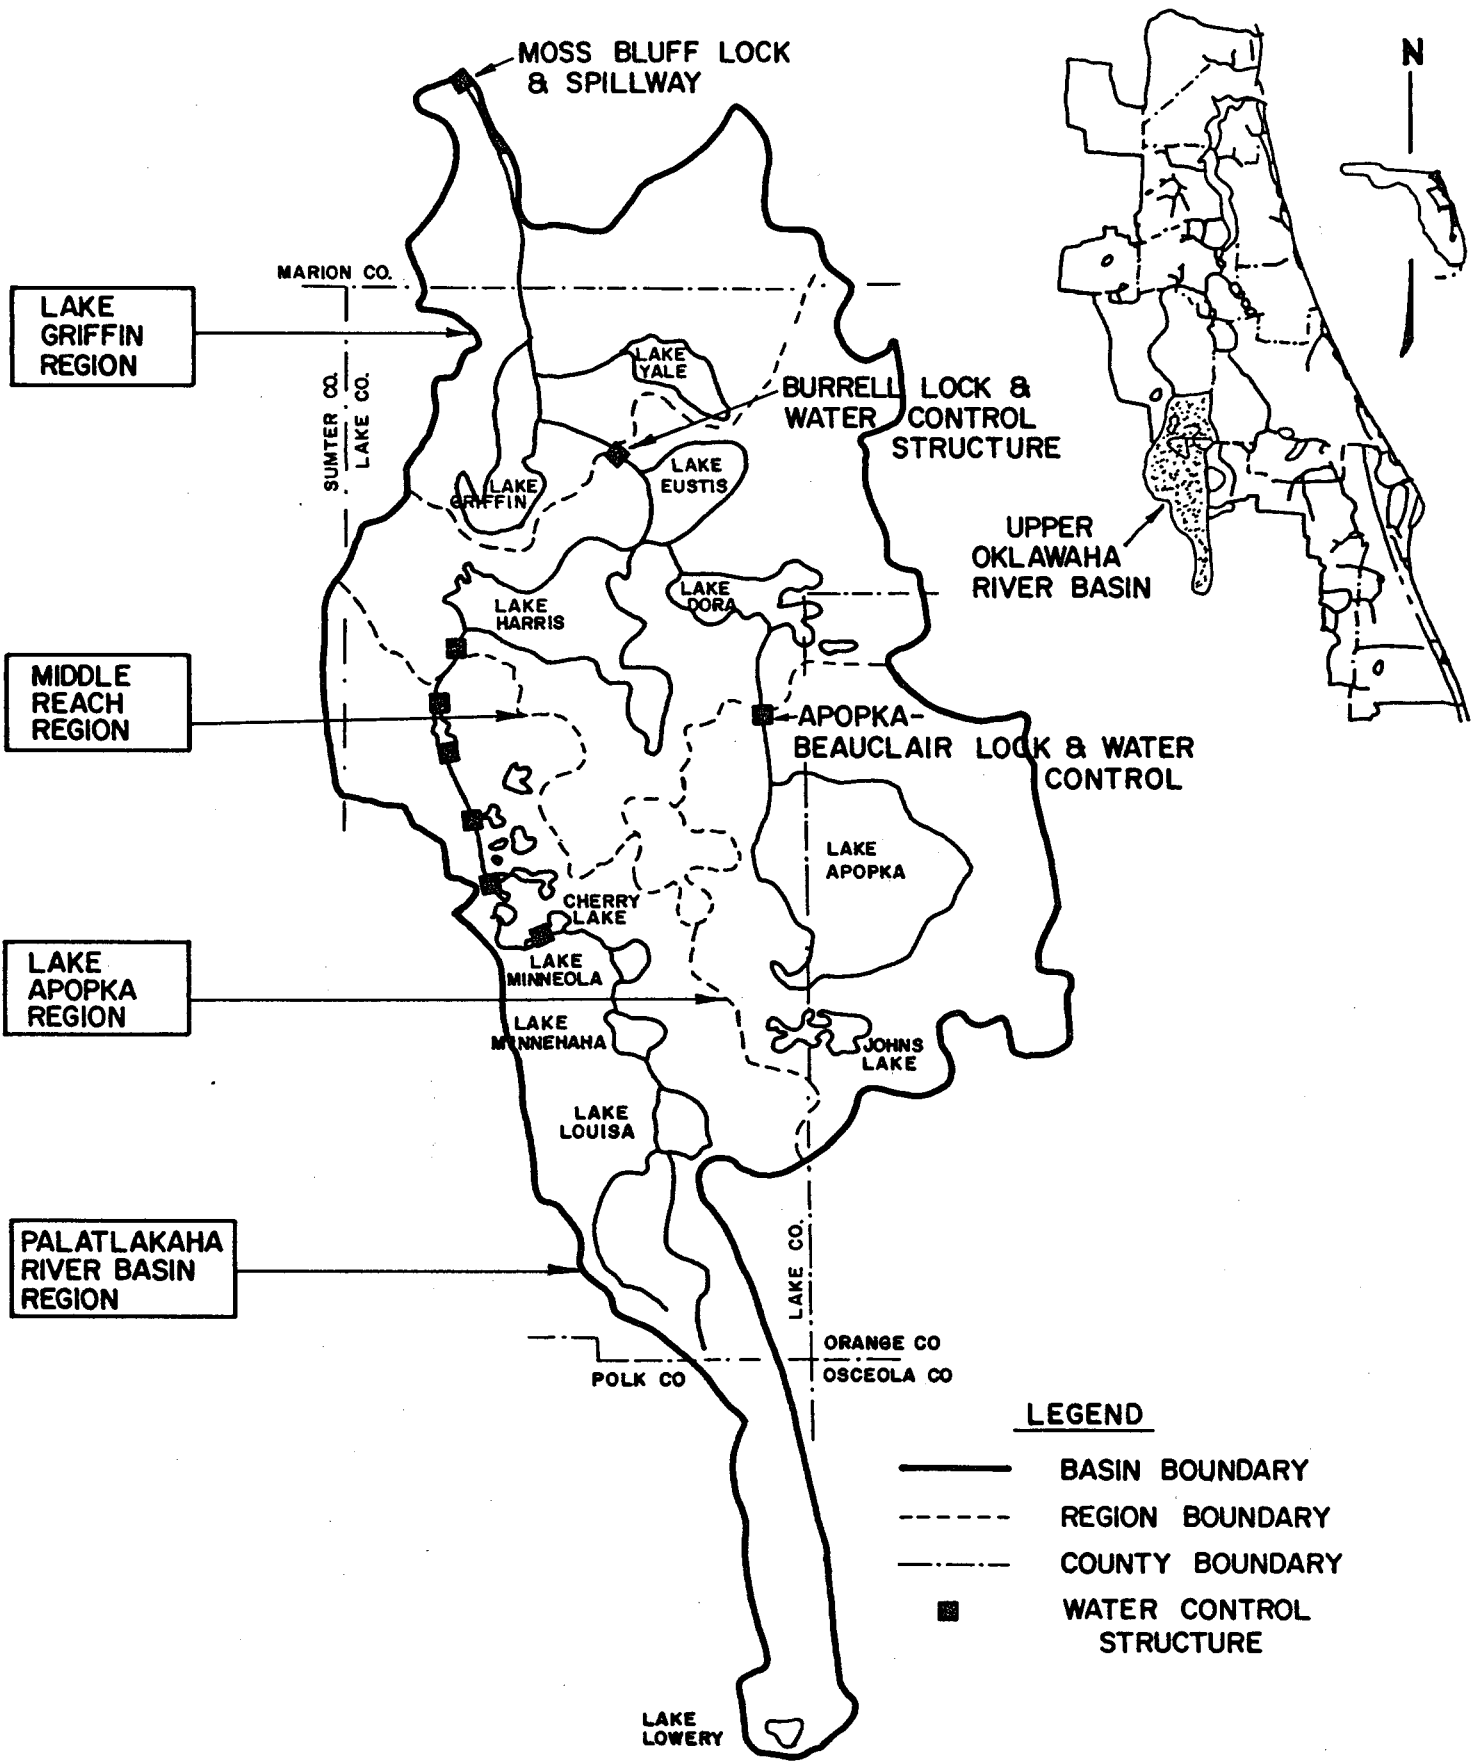 MOSS BLUFF LOCK
& SPILLWAY
N
MARION CO.
LAKE
GRIFFIN
REGION
SUMTER CO.
LAKE CO.
LAKE
YALE
BURRELL LOCK &
WATER CONTROL
STRUCTURE
LAKE
EUSTIS
LAKE
GRIFFIN
UPPER
OKLAWAHA
RIVER BASIN
LAKE
DORA
LAKE
HARRIS
MIDDLE
REACH
REGION
APOPKA-
BEAUCLAIR LOCK & WATER
CONTROL
LAKE
APOPKA
CHERRY
LAKE
LAKE
MINNEOLA
LAKE
APOPKA
REGION
LAKE
MINNEHAHA
JOHNS
LAKE
LAKE
LOUISA
PALATLAKAHA
RIVER BASIN
REGION
LAKE CO.
ORANGE CO
POLK CO
OSCEOLA CO
LEGEND
BASIN BOUNDARY
REGION BOUNDARY
COUNTY BOUNDARY
WATER CONTROL
STRUCTURE
LAKE
LOWERY